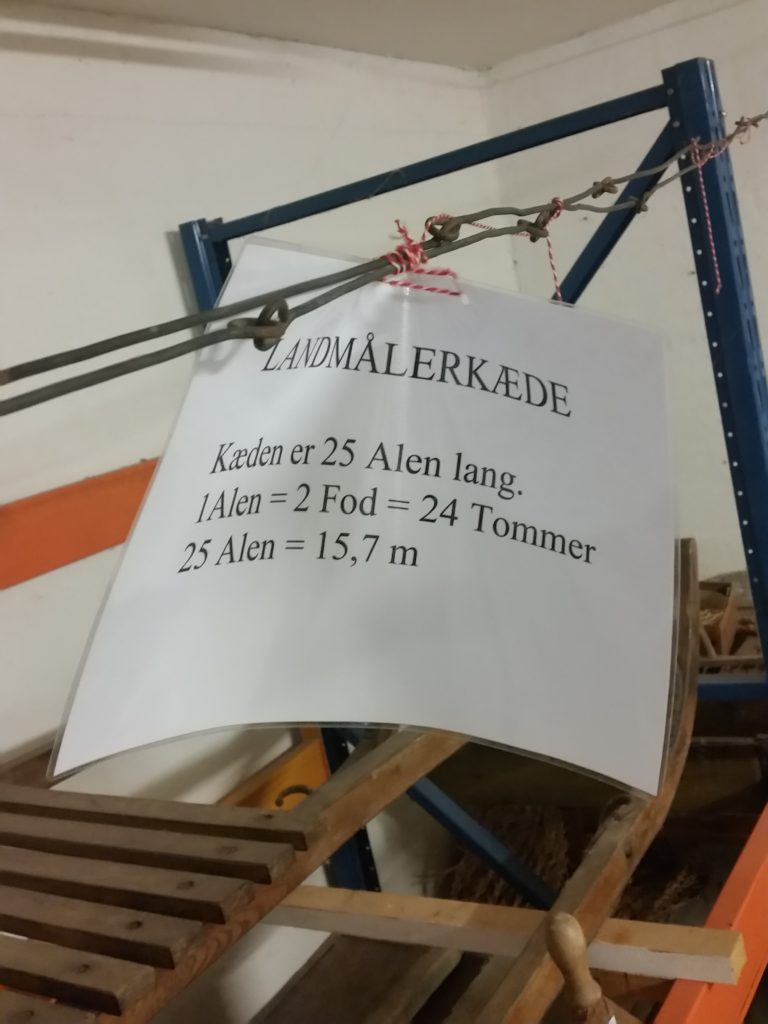 LANDMÅLERKÆDE
Kæden er 25 Alen lang.
1Alen = 2 Fod = 24 Tommer
25 Alen = 15,7 m